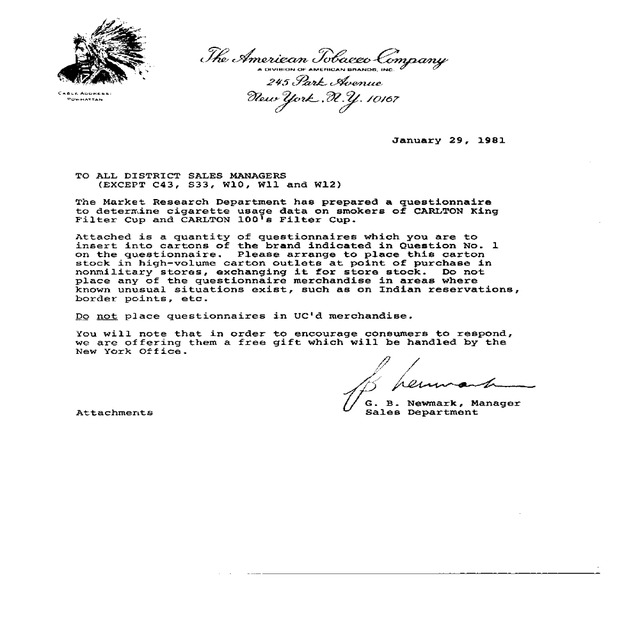 The American Tobacco Company
A DIVISION OF AMERICAN BRANDS, INC.
245 Park Avenue
New York, N.Y. 10167
CABLE ADDRESS:
POWHATTAN
January 29, 1981
TO ALL DISTRICT SALES MANAGERS
(EXCEPT C43, S33, W10, W11 and W12)
The Market Research Department has prepared a questionnaire
to determine cigarette usage data on smokers of CARLTON King
Filter Cup and CARLTON 100's Filter Cup.
Attached is a quantity of questionnaires which you are to
insert into cartons of the brand indicated in Question No. 1
on the questionnaire. Please arrange to place this carton
stock in high-volume carton outlets at point of purchase in
nonmilitary stores, exchanging it for store stock. Do not
place any of the questionnaire merchandise in areas where
known unusual situations exist, such as on Indian reservations,
border points, etc.
Do not place questionnaires in UC'd merchandise.
You will note that in order to encourage consumers to respond,
we are offering them a free gift which will be handled by the
New York Office.
G. B. Newmark, Manager
Sales Department
Attachments